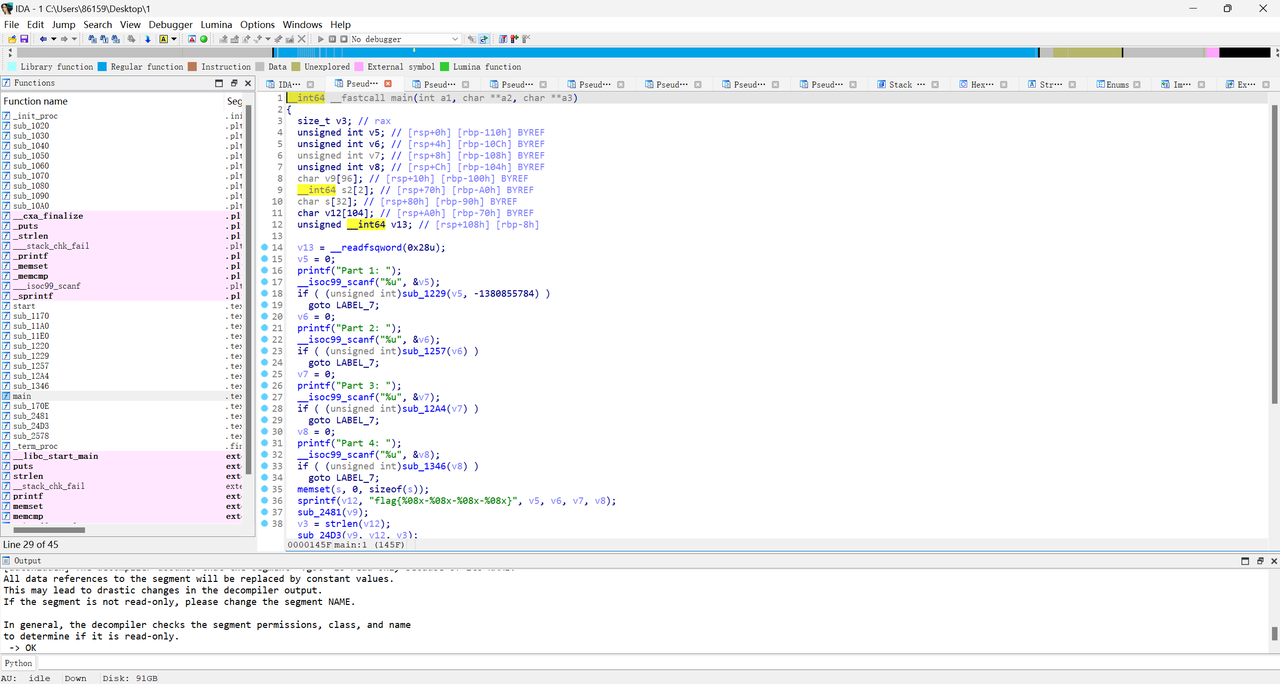 IDA - 1 C:\Users\86159\Desktop\1
File Edit Jump Search View Debugger Lumina Options Windows Help
No debugger
Library function Regular function Instruction Data Unexplored External symbol Lumina function
Functions
IDA··· Pseud··· Pseud··· Pseud··· Pseud··· Pseud··· Pseud··· Pseud··· Stack ··· Hex··· Str··· Enums Im··· Ex···
Function name Seg
_init_proc .ini
sub_1020 .plt
sub_1030 .plt
sub_1040 .plt
sub_1050 .plt
sub_1060 .plt
sub_1070 .plt
sub_1080 .plt
sub_1090 .plt
sub_10A0 .plt
__cxa_finalize .pl
_puts .pl
_strlen .pl
___stack_chk_fail .plt
_printf .pl
_memset .pl
_memcmp .pl
___isoc99_scanf .plt
_sprintf .pl
start .tex
sub_1170 .tex
sub_11A0 .tex
sub_11E0 .tex
sub_1220 .tex
sub_1229 .tex
sub_1257 .tex
sub_12A4 .tex
sub_1346 .tex
main .tex
sub_170E .tex
sub_2481 .tex
sub_24D3 .tex
sub_2578 .tex
_term_proc .fin
__libc_start_main ext
puts ext
strlen ext
__stack_chk_fail exte
printf ext
memset ext
memcmp ext
Line 29 of 45
1 __int64 __fastcall main(int a1, char **a2, char **a3)
2 {
3 size_t v3; // rax
4 unsigned int v5; // [rsp+0h] [rbp-110h] BYREF
5 unsigned int v6; // [rsp+4h] [rbp-10Ch] BYREF
6 unsigned int v7; // [rsp+8h] [rbp-108h] BYREF
7 unsigned int v8; // [rsp+Ch] [rbp-104h] BYREF
8 char v9[96]; // [rsp+10h] [rbp-100h] BYREF
9 __int64 s2[2]; // [rsp+70h] [rbp-A0h] BYREF
10 char s[32]; // [rsp+80h] [rbp-90h] BYREF
11 char v12[104]; // [rsp+A0h] [rbp-70h] BYREF
12 unsigned __int64 v13; // [rsp+108h] [rbp-8h]
13
14 v13 = __readfsqword(0x28u);
15 v5 = 0;
16 printf("Part 1: ");
17 __isoc99_scanf("%u", &v5);
18 if ( (unsigned int)sub_1229(v5, -1380855784) )
19 goto LABEL_7;
20 v6 = 0;
21 printf("Part 2: ");
22 __isoc99_scanf("%u", &v6);
23 if ( (unsigned int)sub_1257(v6) )
24 goto LABEL_7;
25 v7 = 0;
26 printf("Part 3: ");
27 __isoc99_scanf("%u", &v7);
28 if ( (unsigned int)sub_12A4(v7) )
29 goto LABEL_7;
30 v8 = 0;
31 printf("Part 4: ");
32 __isoc99_scanf("%u", &v8);
33 if ( (unsigned int)sub_1346(v8) )
34 goto LABEL_7;
35 memset(s, 0, sizeof(s));
36 sprintf(v12, "flag{%08x-%08x-%08x-%08x}", v5, v6, v7, v8);
37 sub_2481(v9);
38 v3 = strlen(v12);
sub_24D3(v9, v12, v3);
0000145F main:1 (145F)
Output
All data references to the segment will be replaced by constant values.
This may lead to drastic changes in the decompiler output.
If the segment is not read-only, please change the segment NAME.
In general, the decompiler checks the segment permissions, class, and name
to determine if it is read-only.
-> OK
Python
AU: idle Down Disk: 91GB